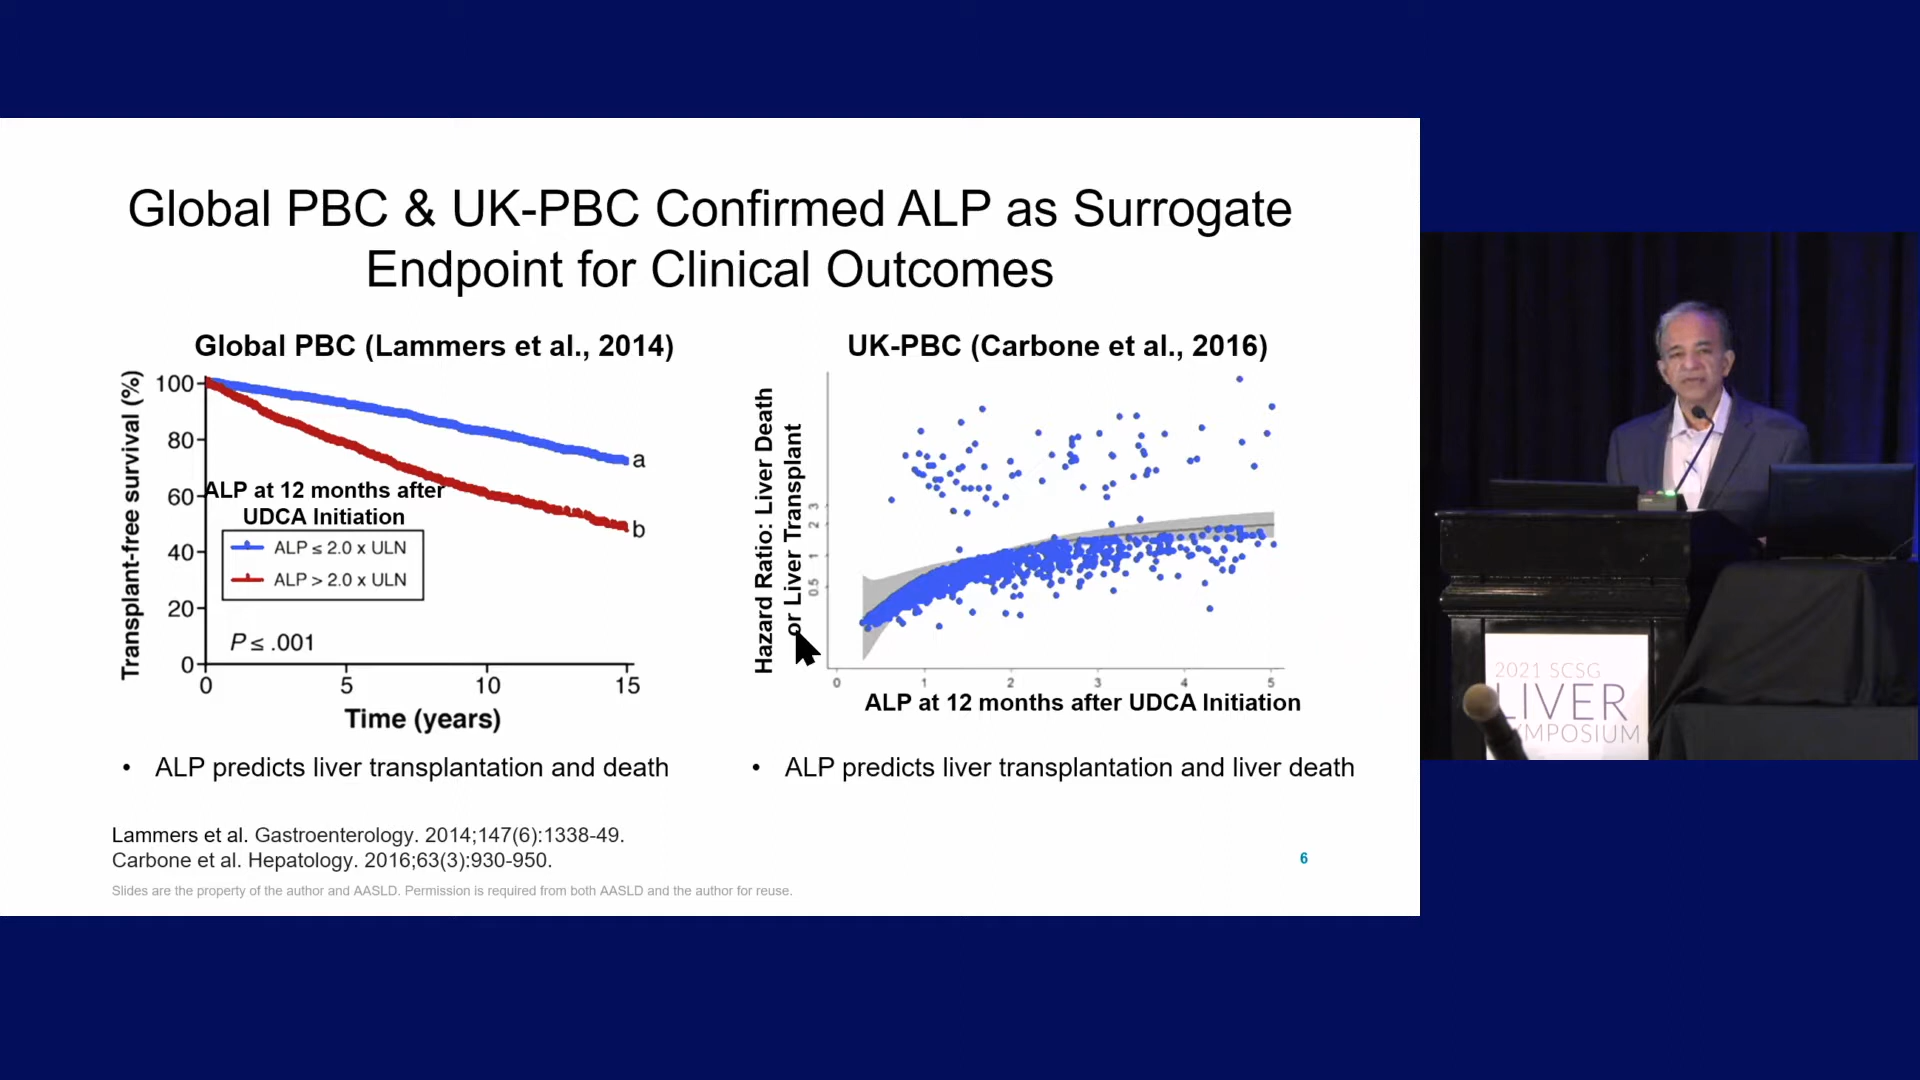 Global PBC & UK-PBC Confirmed ALP as Surrogate
Endpoint for Clinical Outcomes
Global PBC (Lammers et al., 2014)
Transplant-free survival (%)
100
80
60
40
20
0
a
b
ALP at 12 months after
UDCA Initiation
ALP ≤ 2.0 x ULN
ALP > 2.0 x ULN
P ≤ .001
0 5 10 15
Time (years)
• ALP predicts liver transplantation and death
UK-PBC (Carbone et al., 2016)
Hazard Ratio: Liver Death
or Liver Transplant
3
2
1
0.5
0 1 2 3 4 5
ALP at 12 months after UDCA Initiation
• ALP predicts liver transplantation and liver death
Lammers et al. Gastroenterology. 2014;147(6):1338-49.
Carbone et al. Hepatology. 2016;63(3):930-950.
6
Slides are the property of the author and AASLD. Permission is required from both AASLD and the author for reuse.
2021 SCSG
LIVER
YMPOSIUM